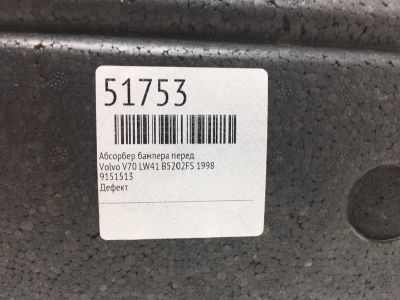 51753
Абсорбер бампера перед.
Volvo V70 LW41 B5202FS 1998
9151513
Дефект